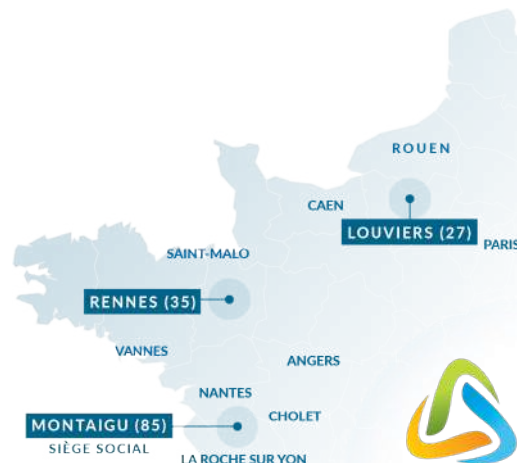 ROUEN
CAEN
LOUVIERS (27)
PARIS
SAINT-MALO
RENNES (35)
VANNES
ANGERS
NANTES
CHOLET
MONTAIGU (85)
SIÈGE SOCIAL
LA ROCHE SUR YON